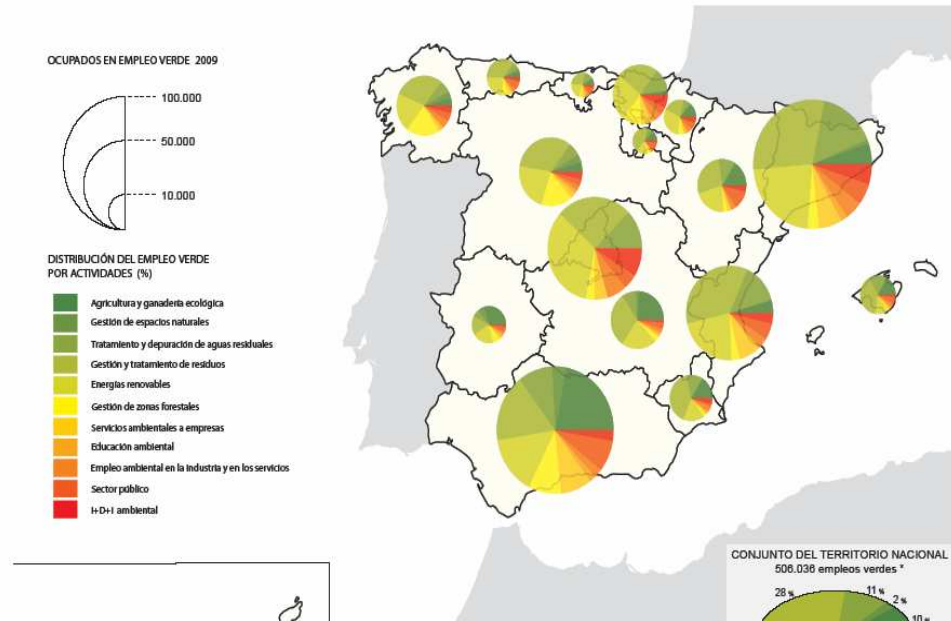 OCUPADOS EN EMPLEO VERDE 2009
100.000
50.000
10.000
DISTRIBUCIÓN DEL EMPLEO VERDE
POR ACTIVIDADES (%)
Agricultura y ganadería ecológica
Gestión de espacios naturales
Tratamiento y depuración de aguas residuales
Gestión y tratamiento de residuos
Energías renovables
Gestión de zonas forestales
Servicios ambientales a empresas
Educación ambiental
Empleo ambiental en la industria y en los servicios
Sector público
I+D+I ambiental
CONJUNTO DEL TERRITORIO NACIONAL
506.036 empleos verdes *
28 %
11 %
2 %
10 %